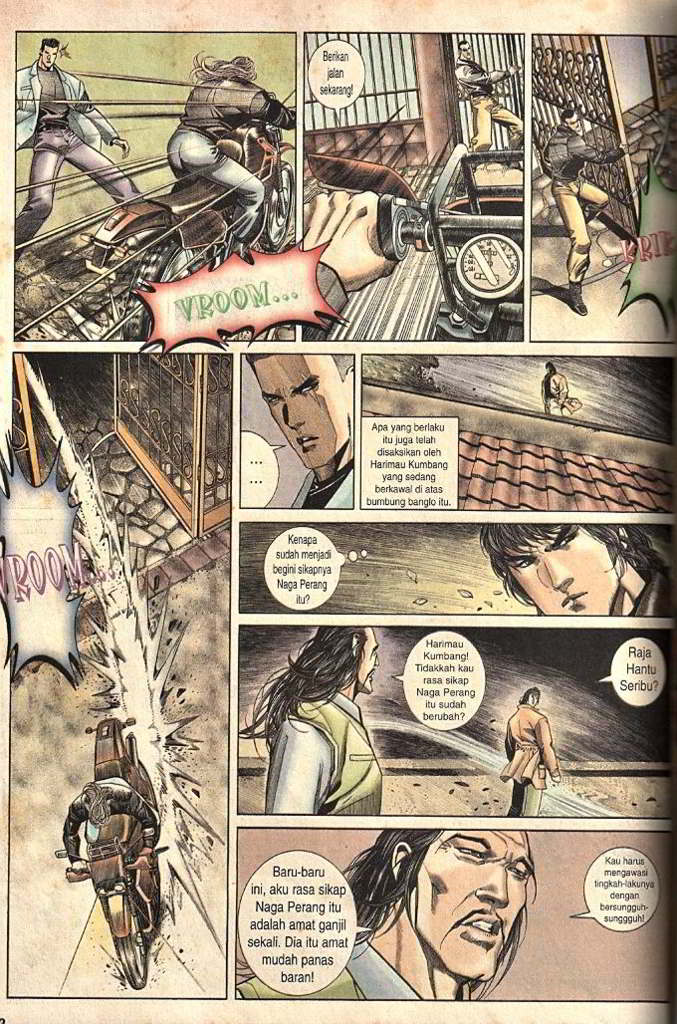 Berikan
jalan
sekarang!
VROOM...
VROOM...
...
...
Apa yang berlaku
itu juga telah
disaksikan oleh
Harimau Kumbang
yang sedang
berkawal di atas
bumbung banglo itu.
Kenapa
sudah menjadi
begini sikapnya
Naga Perang
itu?
Harimau
Kumbang!
Tidakkah kau
rasa sikap
Naga Perang
itu sudah
berubah?
Raja
Hantu
Seribu?
Baru-baru
ini, aku rasa sikap
Naga Perang itu
adalah amat ganjil
sekali. Dia itu amat
mudah panas
baran!
Kau harus
mengawasi
tingkah-lakunya
dengan
bersungguh-
sunggguh!